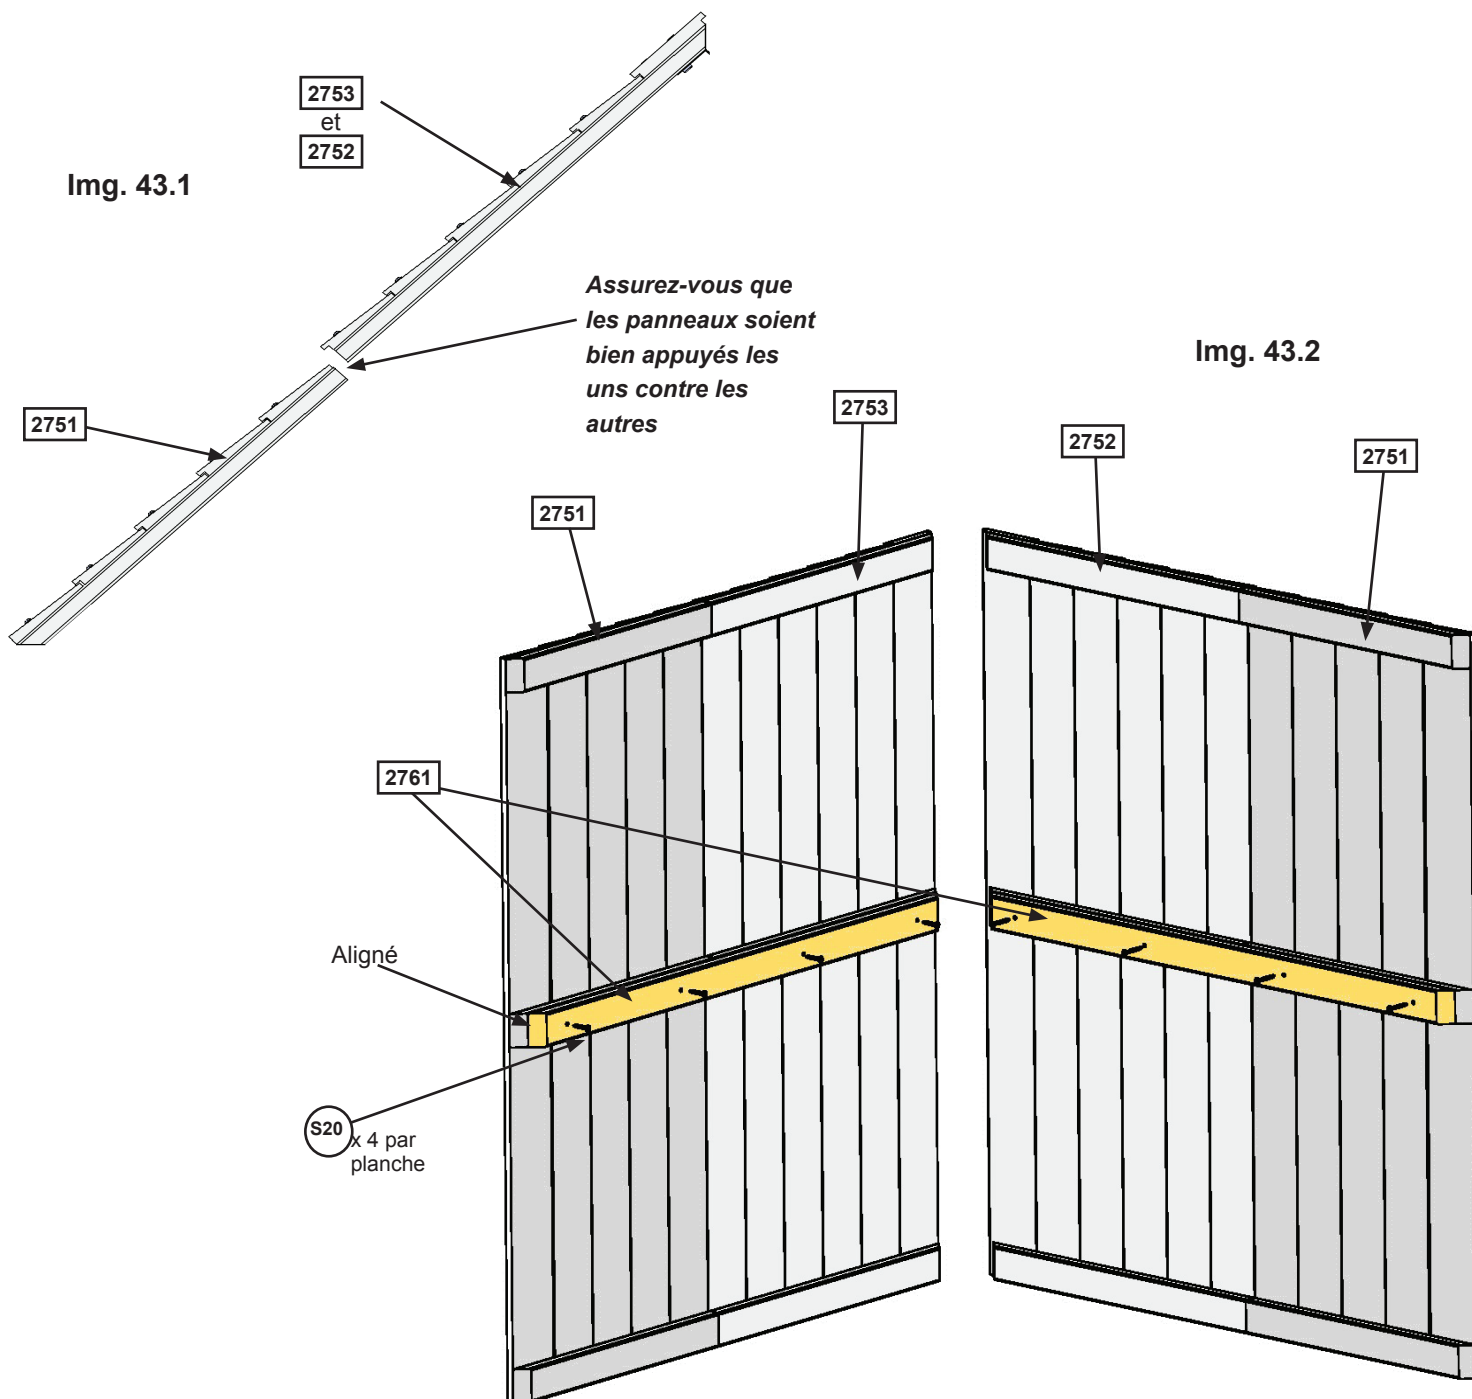 2753
et
2752
Img. 43.1
Assurez-vous que
les panneaux soient
bien appuyés les
uns contre les
autres
2751
Img. 43.2
2753
2752
2751
2751
2761
Aligné
S20
x 4 par
planche